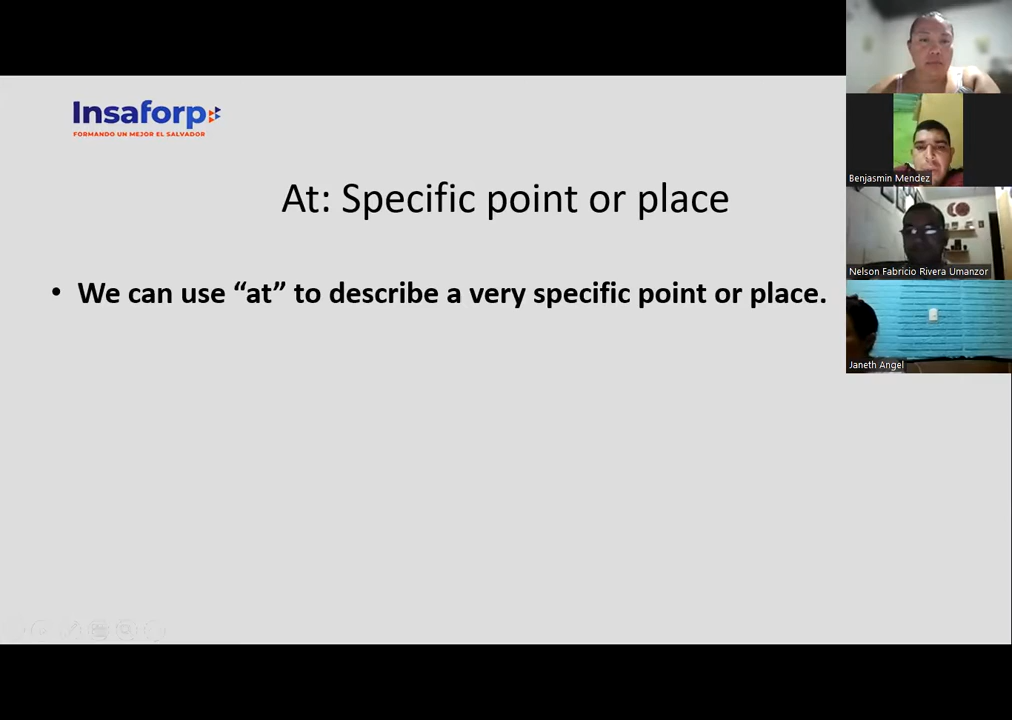 Insaforp
FORMANDO UN MEJOR EL SALVADOR
At: Specific point or place
• We can use “at” to describe a very specific point or place.
Benjasmin Mendez
Nelson Fabricio Rivera Umanzor
Janeth Angel